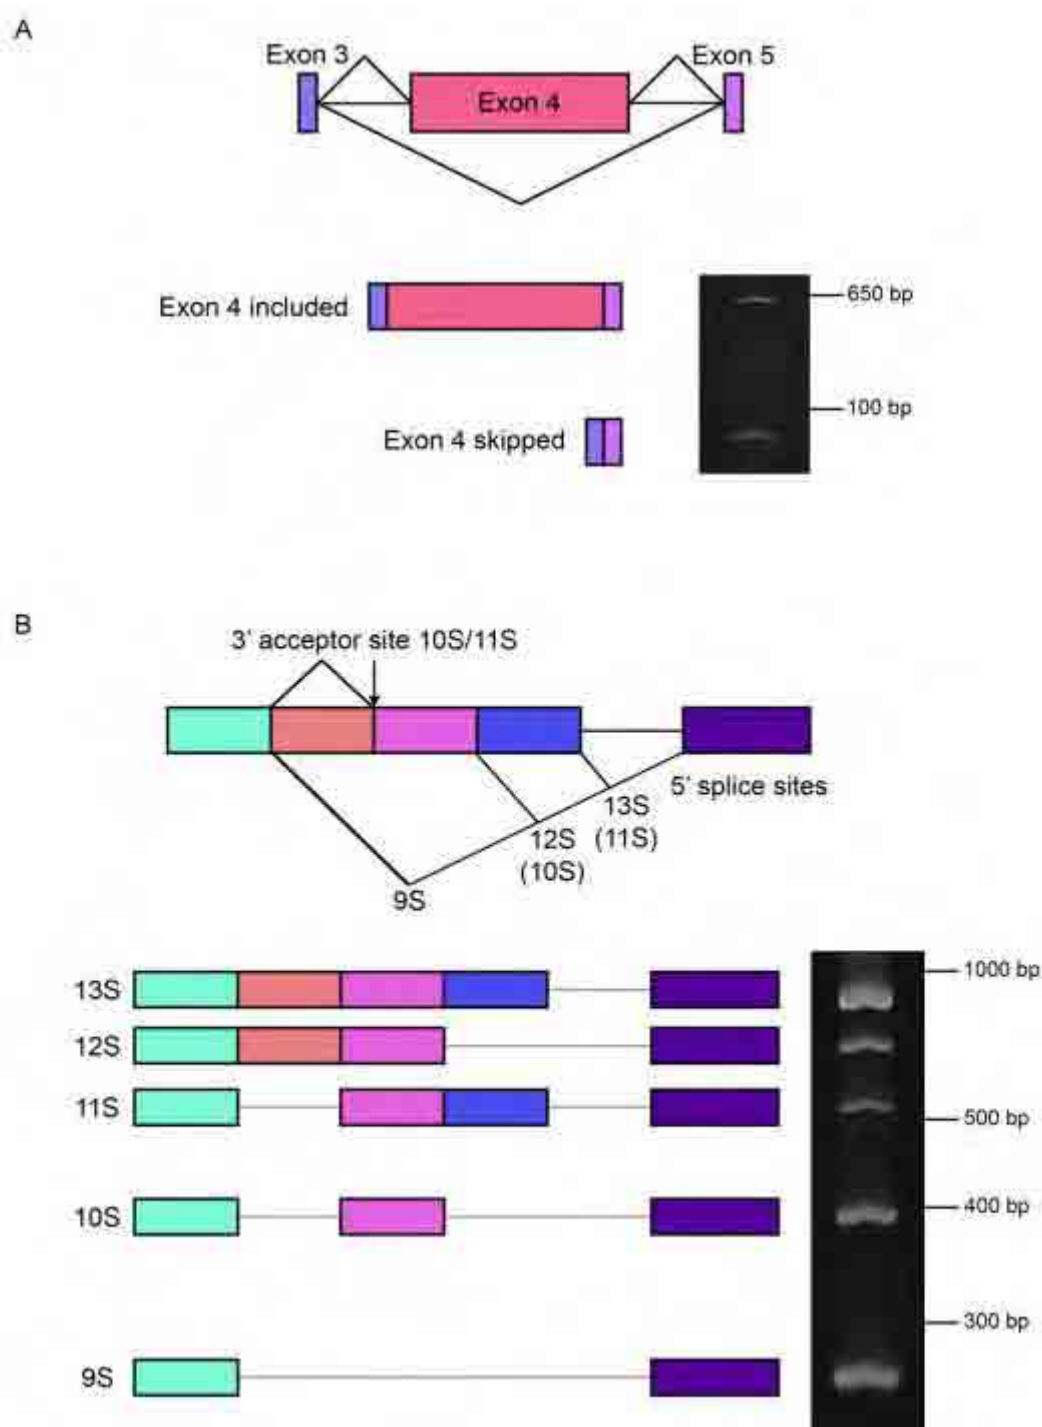 A
Exon 3
Exon 5
Exon 4
Exon 4 included
650 bp
100 bp
Exon 4 skipped
B
3' acceptor site 10S/11S
5' splice sites
13S
(11S)
12S
(10S)
9S
13S
1000 bp
12S
11S
500 bp
10S
400 bp
300 bp
9S